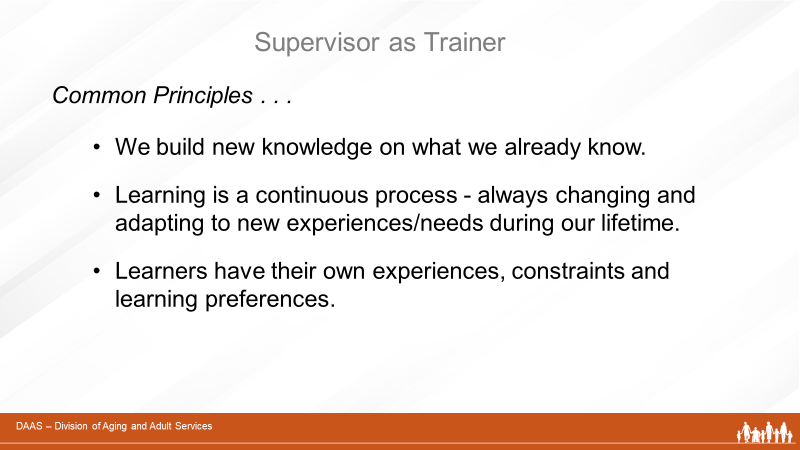 Supervisor as Trainer
Common Principles . . .
• We build new knowledge on what we already know.
• Learning is a continuous process - always changing and
adapting to new experiences/needs during our lifetime.
• Learners have their own experiences, constraints and
learning preferences.
DAAS – Division of Aging and Adult Services